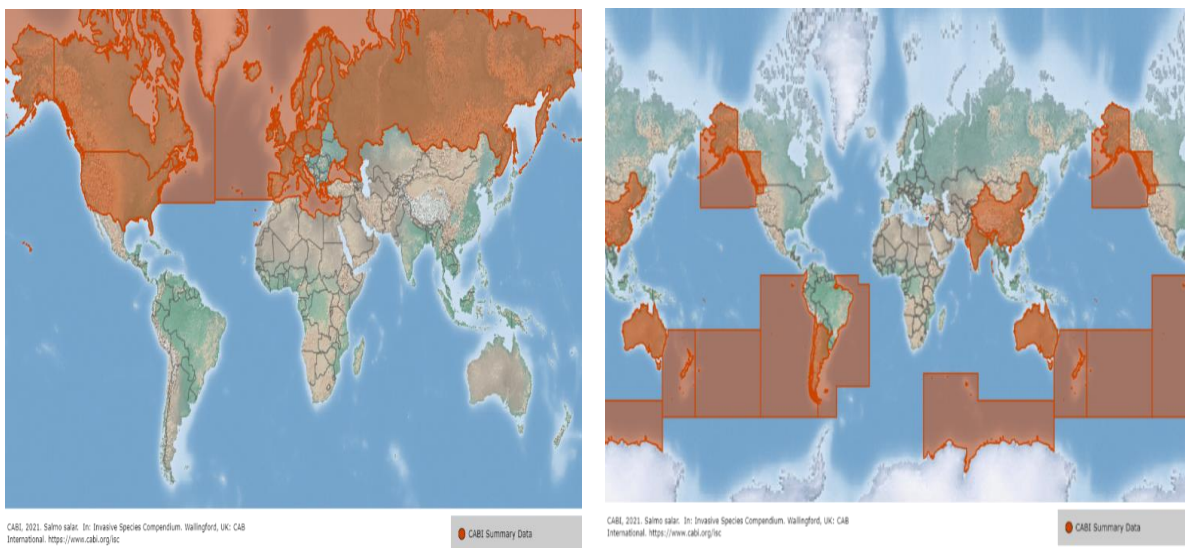 CABI, 2021. Salmo salar. In: Invasive Species Compendium. Wallingford, UK: CAB
International. https://www.cabi.org/isc
CABI Summary Data
CABI, 2021. Salmo salar. In: Invasive Species Compendium. Wallingford, UK: CAB
International. https://www.cabi.org/isc
CABI Summary Data